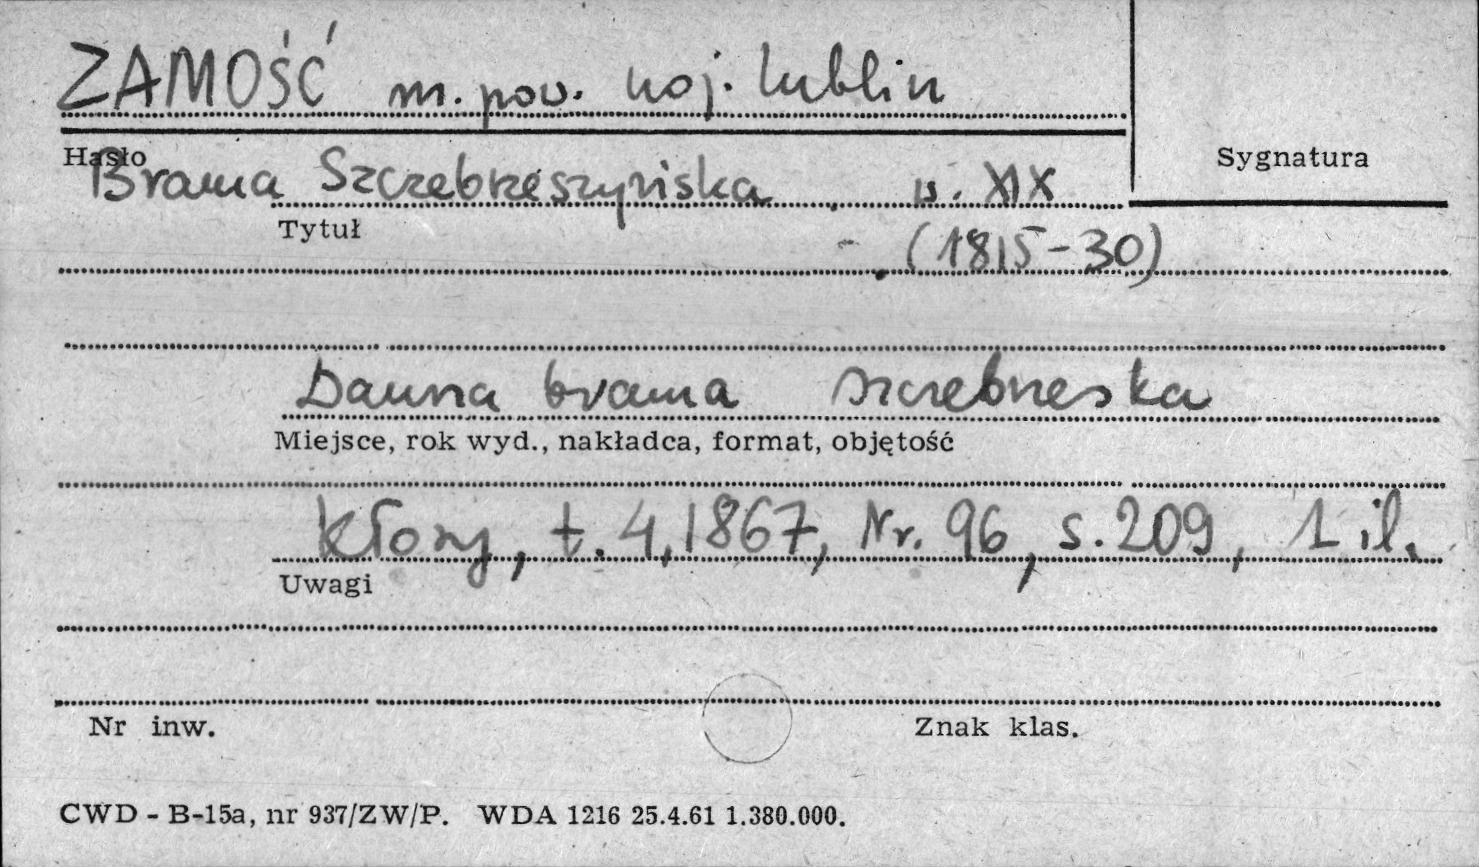 ZAMOŚĆ m. pow. woj. lublin
Hasło
Sygnatura
Brama Szczebrzeszyńska w. XIX
Tytuł
(1815-30)
Dawna brama szczebrzeska
Miejsce, rok wyd., nakładca, format, objętość
Kłosy, t. 4, 1867, Nr. 96, s. 209, 1 il.
Uwagi
Nr inw.
Znak klas.
CWD - B-15a, nr 937/ZW/P. WDA 1216 25.4.61 1.380.000.